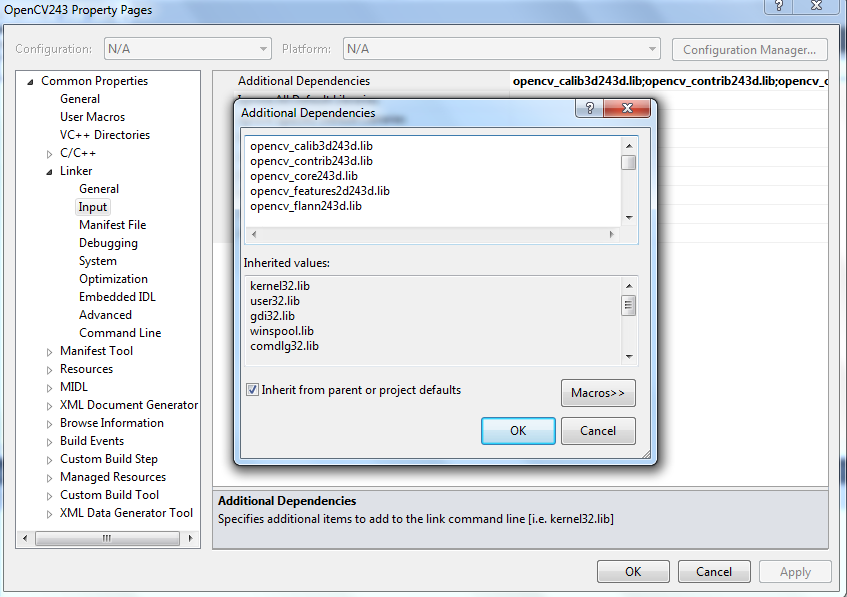 OpenCV243 Property Pages
?
Configuration: N/A Platform: N/A Configuration Manager...
Common Properties
General
User Macros
VC++ Directories
C/C++
Linker
General
Input
Manifest File
Debugging
System
Optimization
Embedded IDL
Advanced
Command Line
Manifest Tool
Resources
MIDL
XML Document Generator
Browse Information
Build Events
Custom Build Step
Managed Resources
Custom Build Tool
XML Data Generator Tool
Additional Dependencies opencv_calib3d243d.lib;opencv_contrib243d.lib;opencv_c
Additional Dependencies
?
opencv_calib3d243d.lib
opencv_contrib243d.lib
opencv_core243d.lib
opencv_features2d243d.lib
opencv_flann243d.lib
Inherited values:
kernel32.lib
user32.lib
gdi32.lib
winspool.lib
comdlg32.lib
Inherit from parent or project defaults
Macros>>
OK Cancel
Additional Dependencies
Specifies additional items to add to the link command line [i.e. kernel32.lib]
OK Cancel Apply